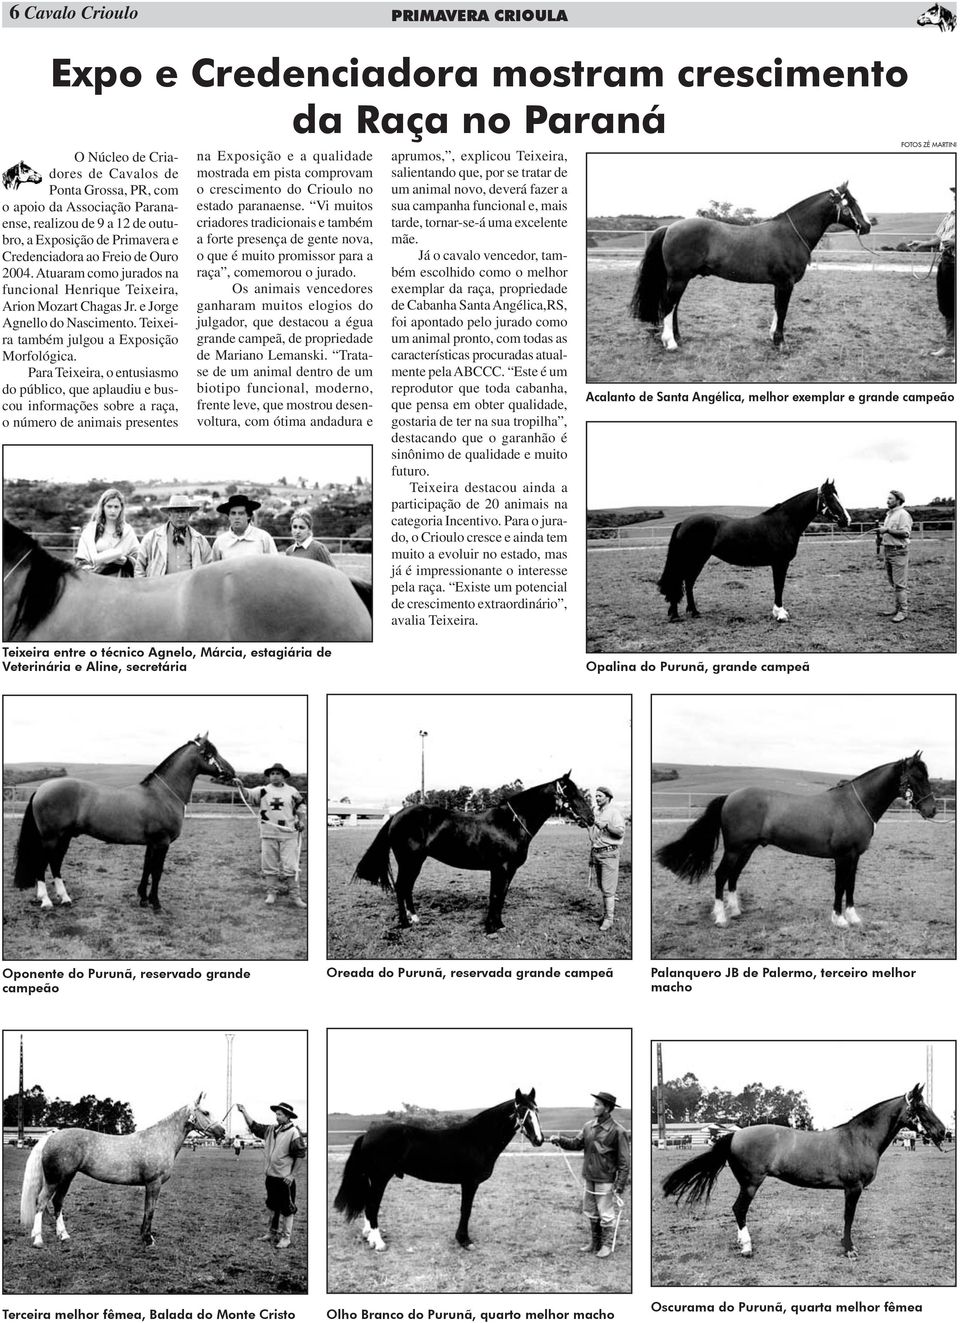 6 Cavalo Crioulo
PRIMAVERA CRIOULA
Expo e Credenciadora mostram crescimento
da Raça no Paraná
O Núcleo de Cria-
dores de Cavalos de
Ponta Grossa, PR, com
o apoio da Associação Parana-
ense, realizou de 9 a 12 de outu-
bro, a Exposição de Primavera e
Credenciadora ao Freio de Ouro
2004. Atuaram como jurados na
funcional Henrique Teixeira,
Arion Mozart Chagas Jr. e Jorge
Agnello do Nascimento. Teixei-
ra também julgou a Exposição
Morfológica.
Para Teixeira, o entusiasmo
do público, que aplaudiu e bus-
cou informações sobre a raça,
o número de animais presentes
na Exposição e a qualidade
mostrada em pista comprovam
o crescimento do Crioulo no
estado paranaense. “Vi muitos
criadores tradicionais e também
a forte presença de gente nova,
o que é muito promissor para a
raça”, comemorou o jurado.
Os animais vencedores
ganharam muitos elogios do
julgador, que destacou a égua
grande campeã, de propriedade
de Mariano Lemanski. “Trata-
se de um animal dentro de um
biotipo funcional, moderno,
frente leve, que mostrou desen-
voltura, com ótima andadura e
aprumos,”, explicou Teixeira,
salientando que, por se tratar de
um animal novo, deverá fazer a
sua campanha funcional e, mais
tarde, tornar-se-á uma excelente
mãe.
Já o cavalo vencedor, tam-
bém escolhido como o melhor
exemplar da raça, propriedade
de Cabanha Santa Angélica,RS,
foi apontado pelo jurado como
um animal pronto, com todas as
características procuradas atual-
mente pela ABCCC. “Este é um
reprodutor que toda cabanha,
que pensa em obter qualidade,
gostaria de ter na sua tropilha”,
destacando que o garanhão é
sinônimo de qualidade e muito
futuro.
Teixeira destacou ainda a
participação de 20 animais na
categoria Incentivo. Para o jura-
do, o Crioulo cresce e ainda tem
muito a evoluir no estado, mas
já é impressionante o interesse
pela raça. “Existe um potencial
de crescimento extraordinário”,
avalia Teixeira.
FOTOS ZÉ MARTINI
Acalanto de Santa Angélica, melhor exemplar e grande campeão
Teixeira entre o técnico Agnelo, Márcia, estagiária de
Veterinária e Aline, secretária
Opalina do Purunã, grande campeã
Oponente do Purunã, reservado grande
campeão
Oreada do Purunã, reservada grande campeã
Palanquero JB de Palermo, terceiro melhor
macho
Terceira melhor fêmea, Balada do Monte Cristo
Olho Branco do Purunã, quarto melhor macho
Oscurama do Purunã, quarta melhor fêmea